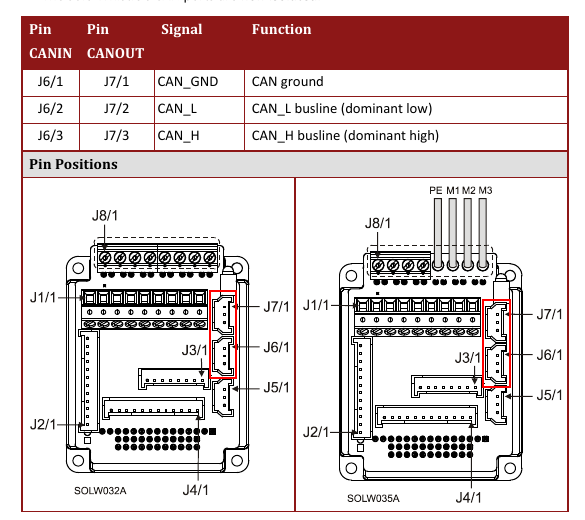 Pin Pin Signal Function
CANIN CANOUT
J6/1 J7/1 CAN_GND CAN ground
J6/2 J7/2 CAN_L CAN_L busline (dominant low)
J6/3 J7/3 CAN_H CAN_H busline (dominant high)
Pin Positions
J8/1
J1/1
J7/1
J3/1
J6/1
J5/1
J2/1
SOLW032A
J4/1
PE M1 M2 M3
J8/1
J1/1
J7/1
J3/1
J6/1
J5/1
J2/1
SOLW035A
J4/1